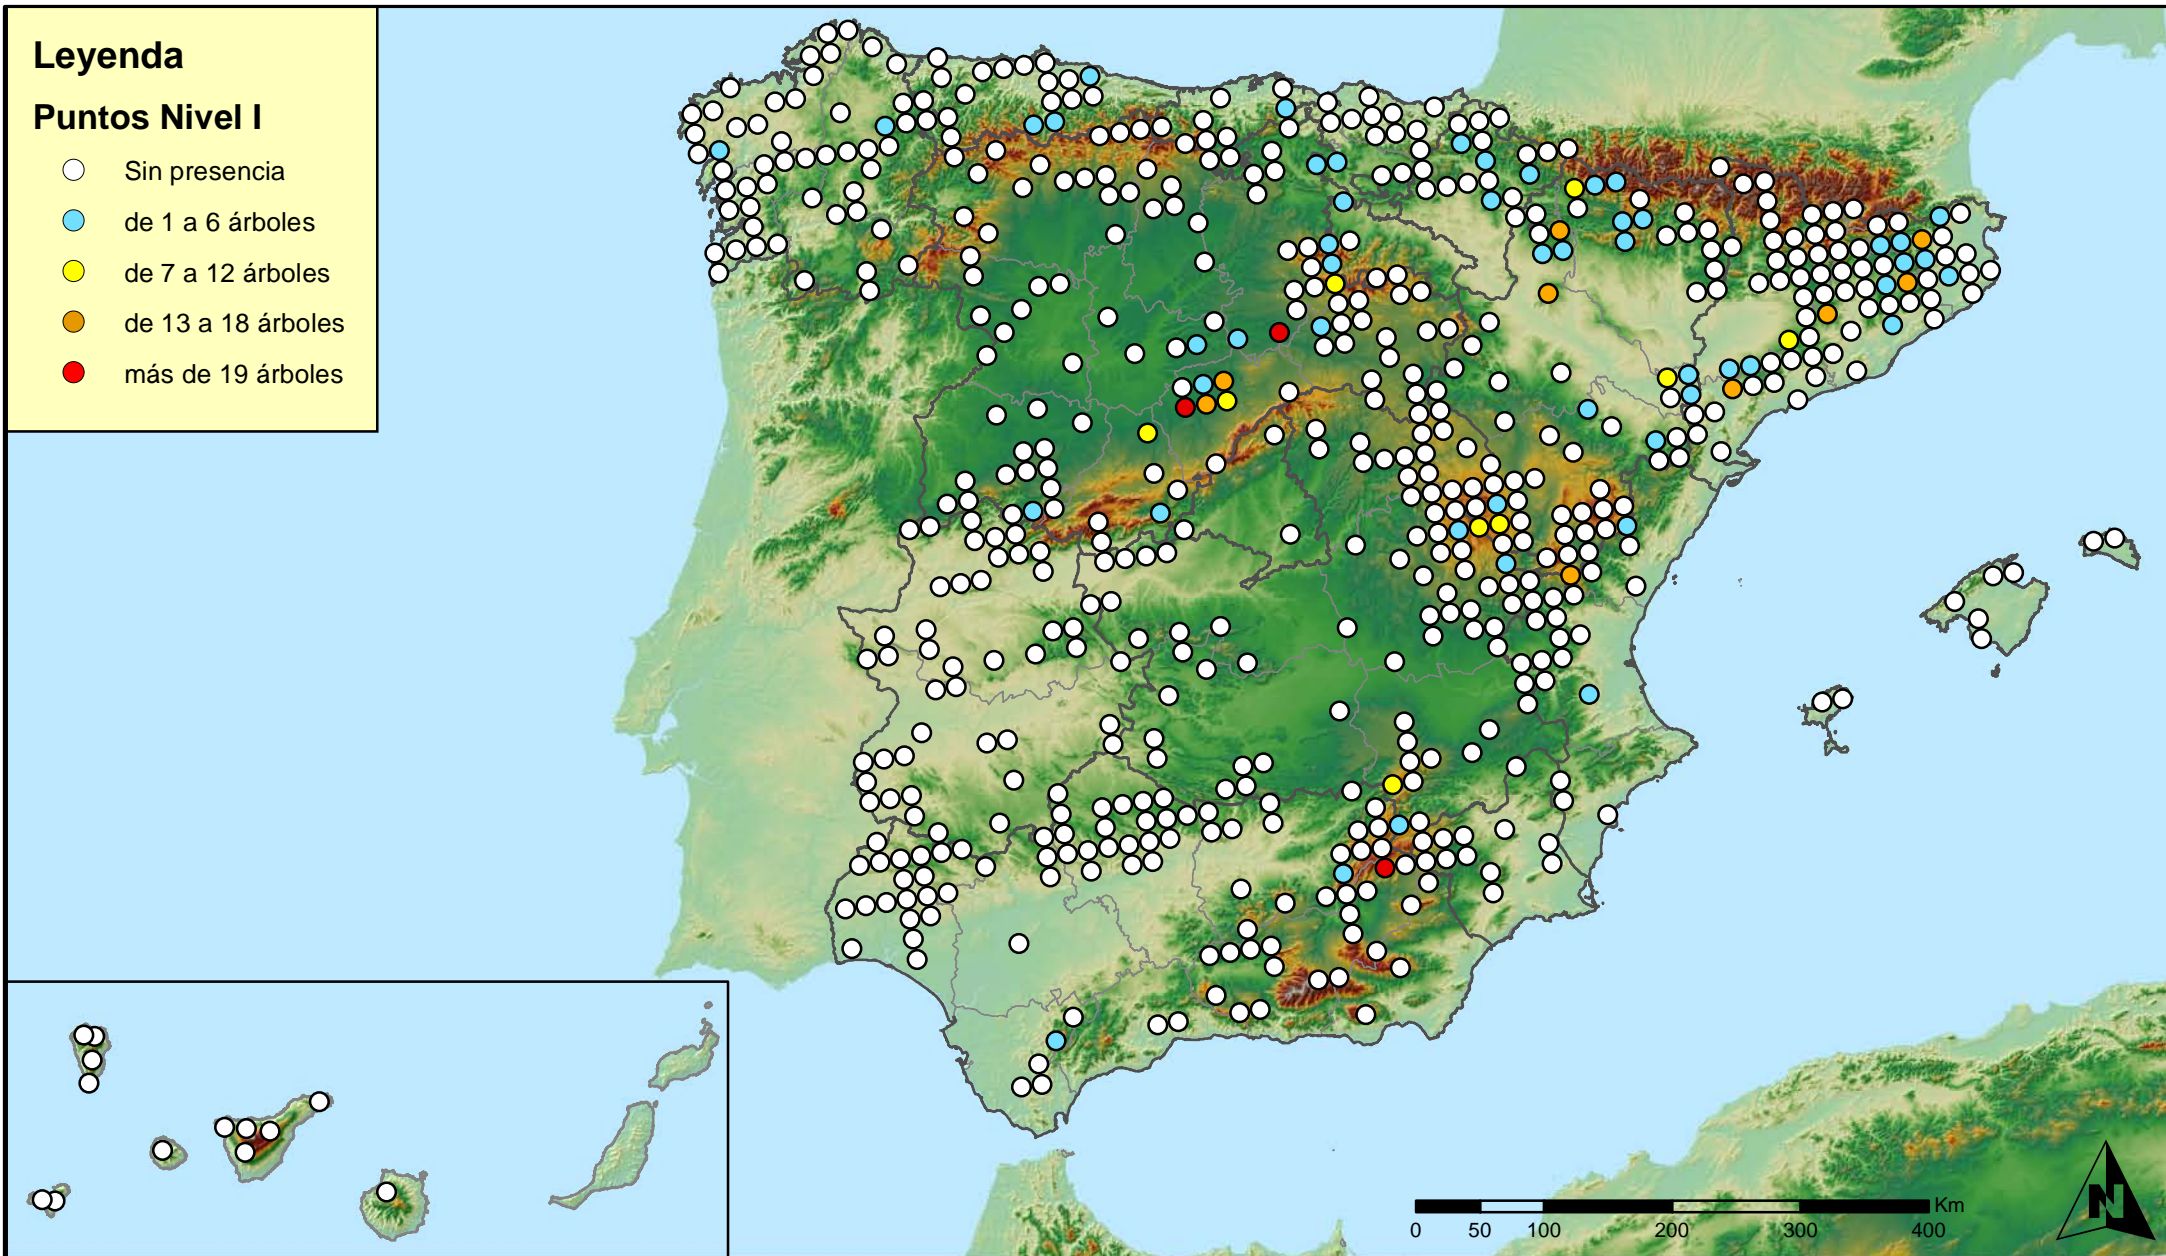 Leyenda
Puntos Nivel I
Sin presencia
de 1 a 6 árboles
de 7 a 12 árboles
de 13 a 18 árboles
más de 19 árboles
Km
0 50 100 200 300 400
N